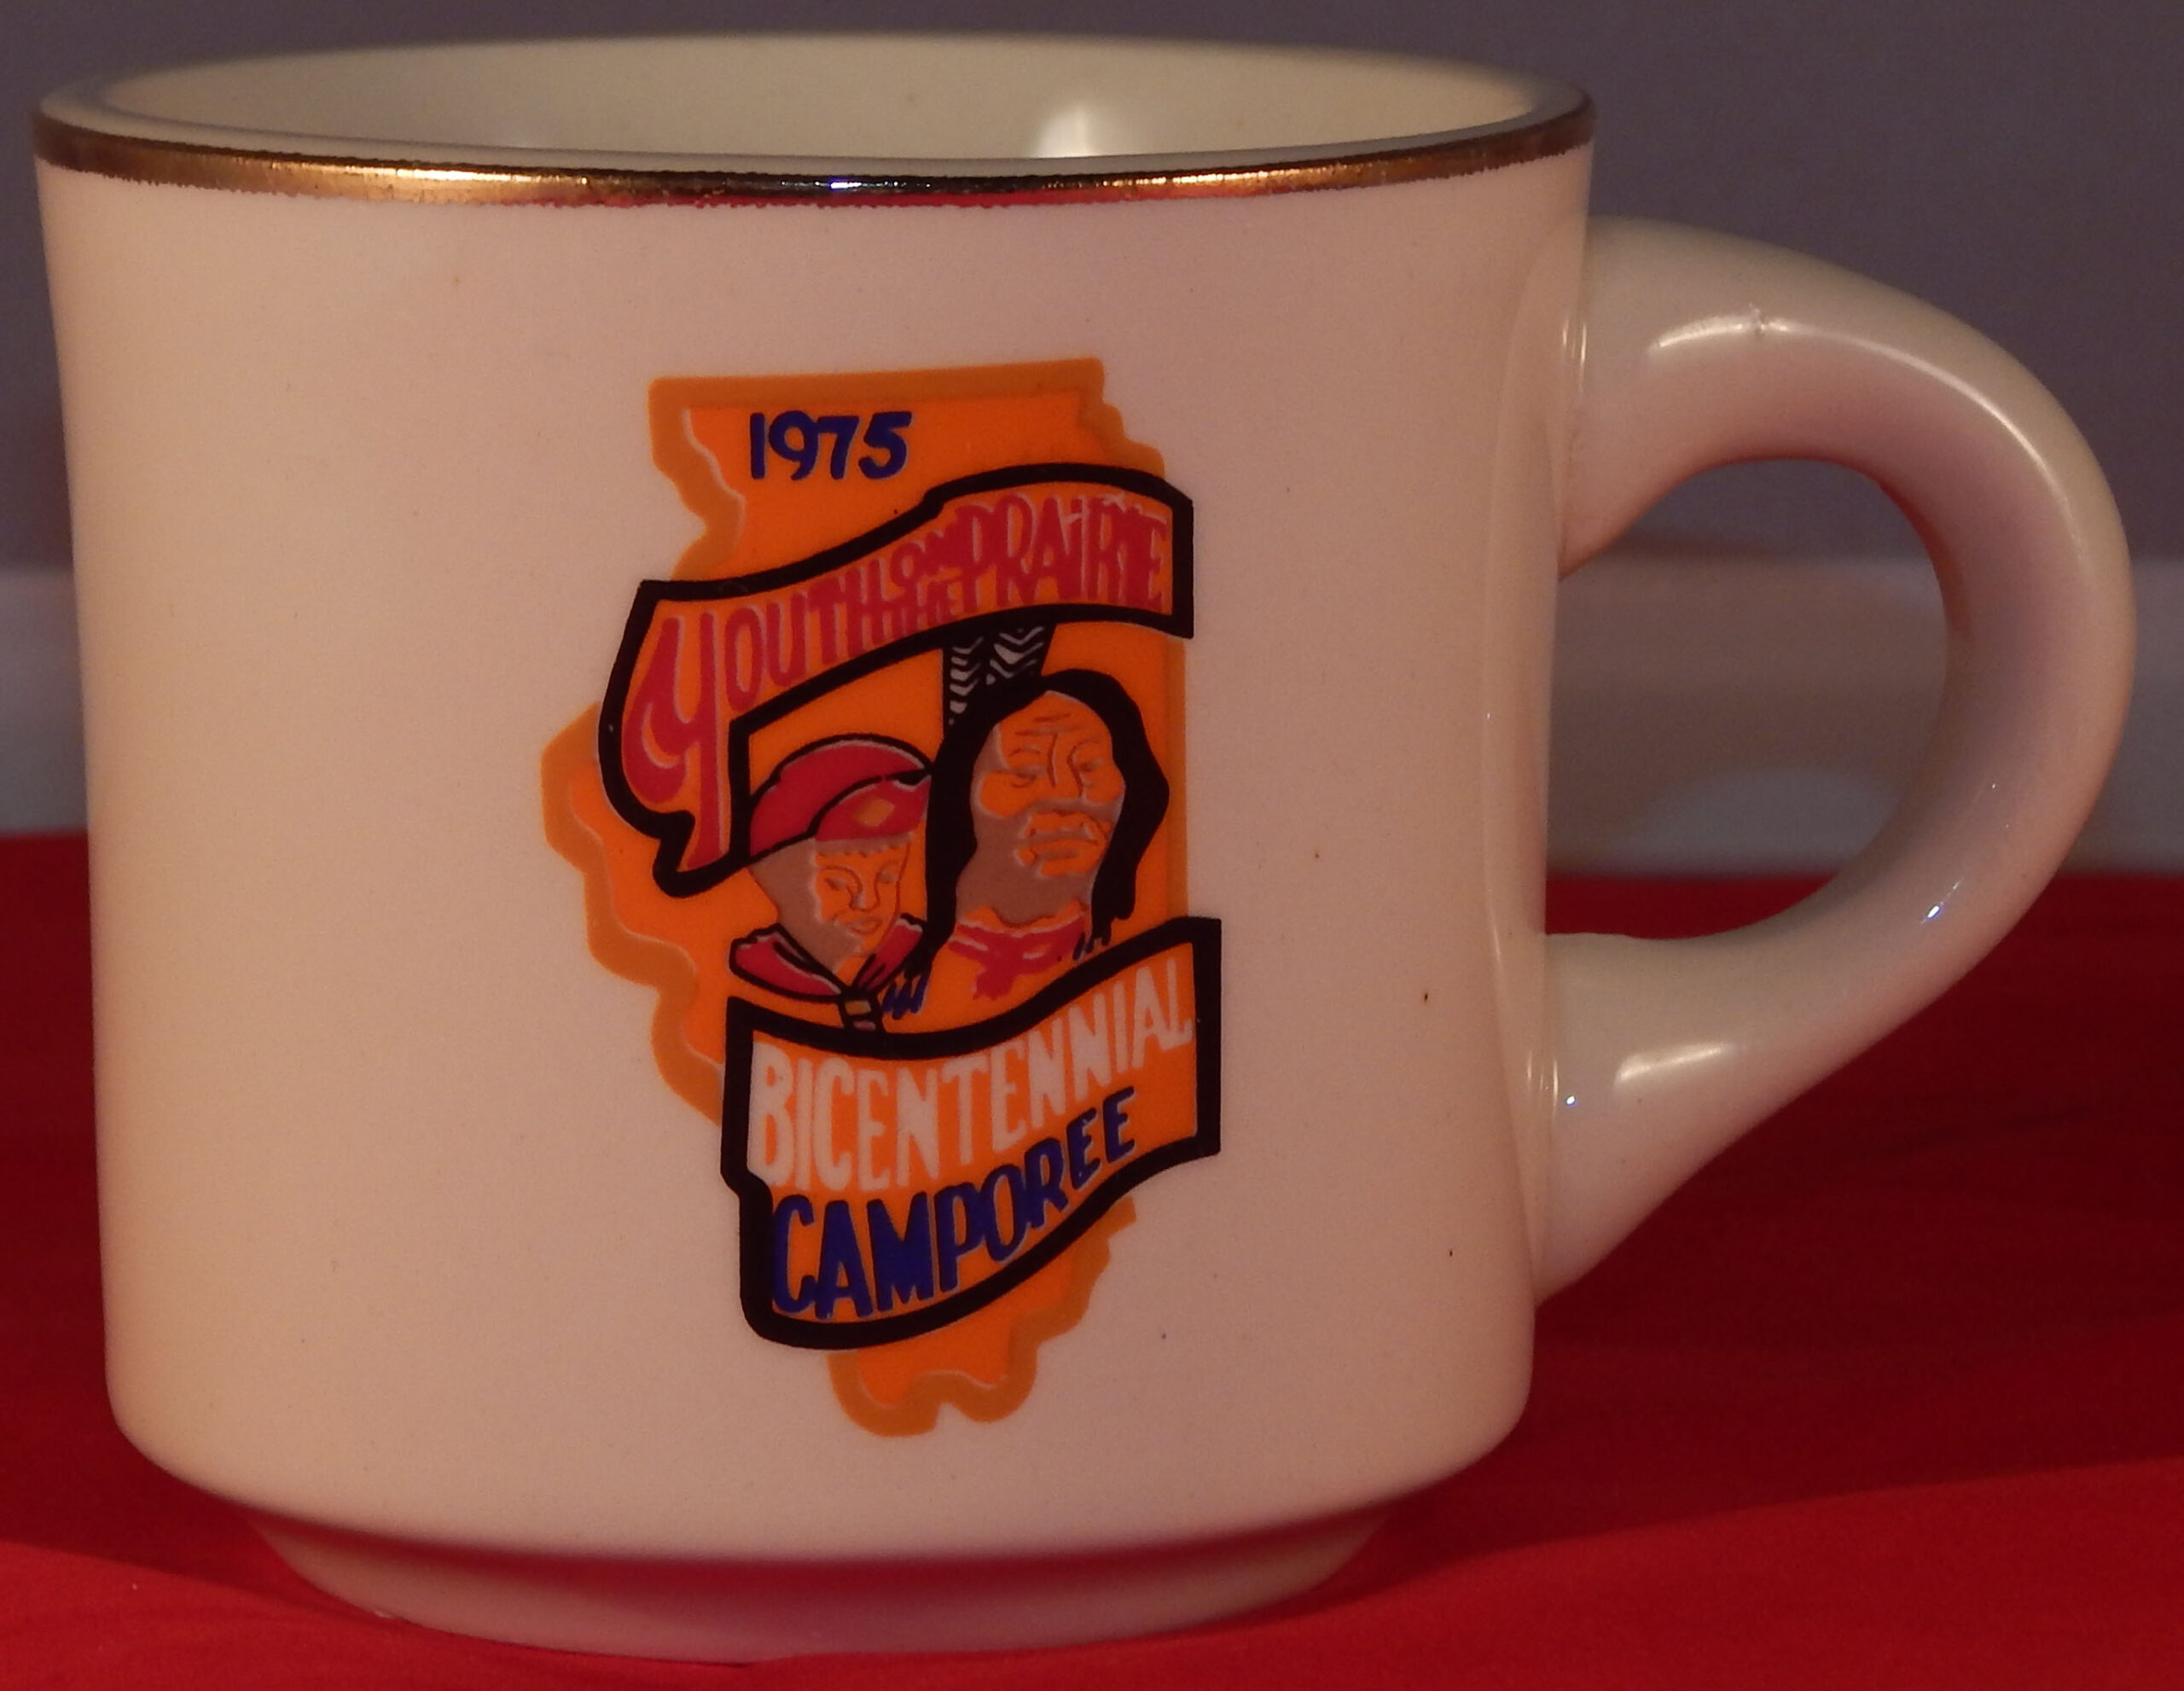 1975
YOUTH ON THE PRAiRIE
BICENTENNIAL
CAMPOREE